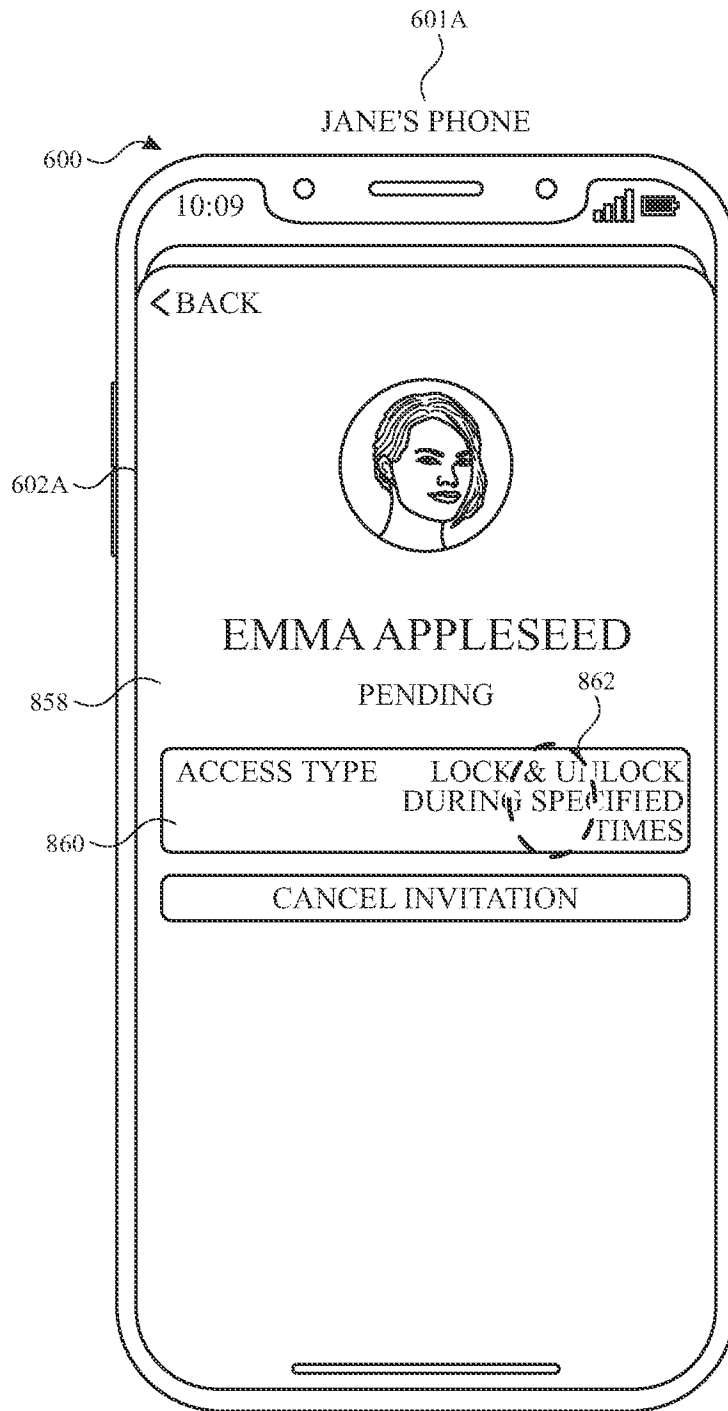 601A
JANE'S PHONE
600
10:09
< BACK
602A
EMMA APPLESEED
858
PENDING
862
ACCESS TYPE LOCK & UNLOCK
DURING SPECIFIED
TIMES
860
CANCEL INVITATION